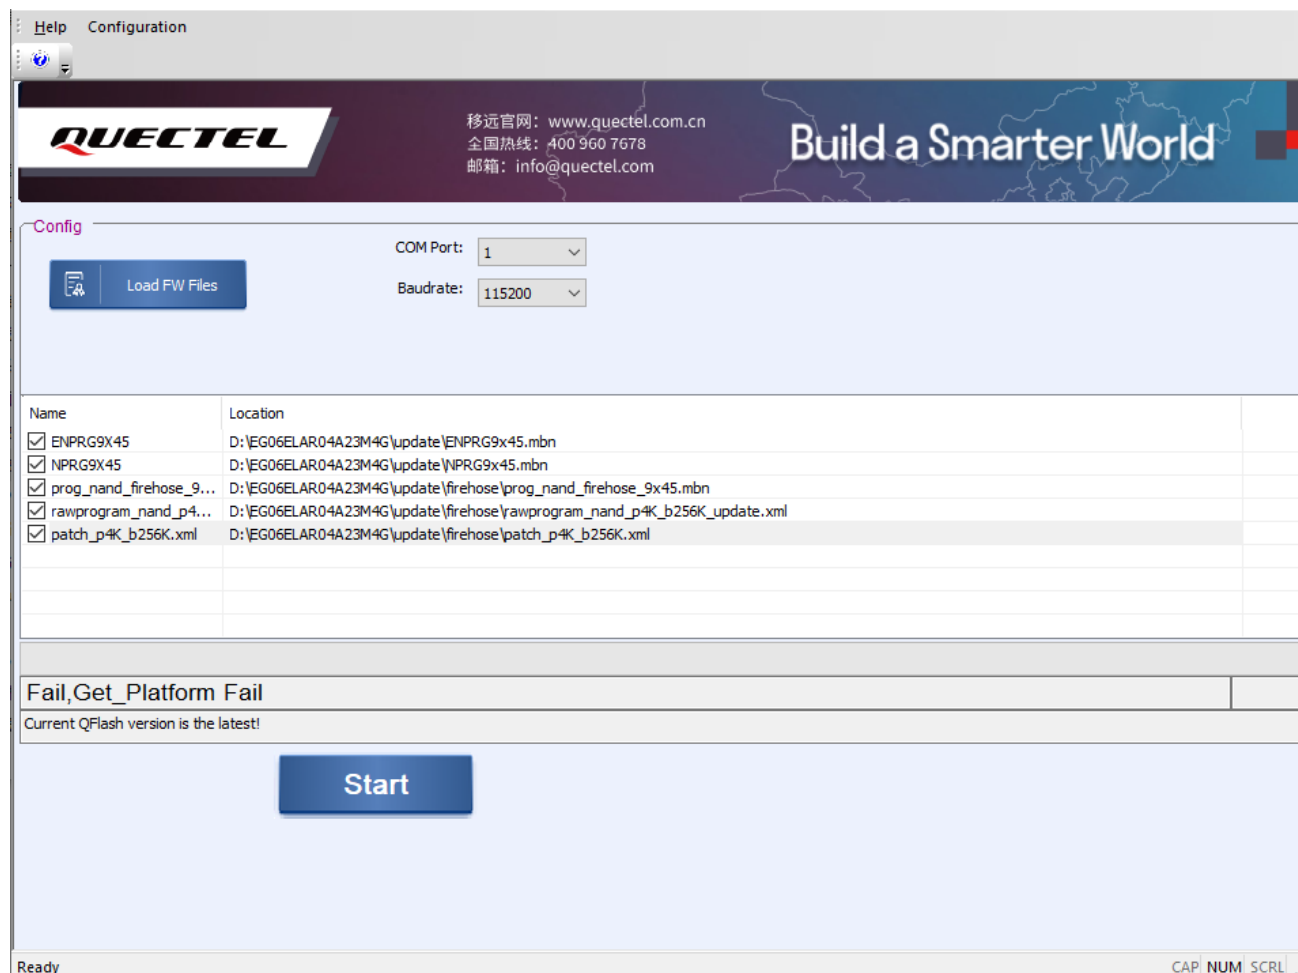 Help Configuration
QUECTEL
移远官网：www.quectel.com.cn
全国热线：400 960 7678
邮箱：info@quectel.com
Build a Smarter World
Config
Load FW Files
COM Port: 1
Baudrate: 115200
Name Location
ENPRG9X45 D:\EG06ELAR04A23M4G\update\ENPRG9x45.mbn
NPRG9X45 D:\EG06ELAR04A23M4G\update\NPRG9x45.mbn
prog_nand_firehose_9... D:\EG06ELAR04A23M4G\update\firehose\prog_nand_firehose_9x45.mbn
rawprogram_nand_p4... D:\EG06ELAR04A23M4G\update\firehose\rawprogram_nand_p4K_b256K_update.xml
patch_p4K_b256K.xml D:\EG06ELAR04A23M4G\update\firehose\patch_p4K_b256K.xml
Fail,Get_Platform Fail
Current QFlash version is the latest!
Start
Ready CAP NUM SCRL